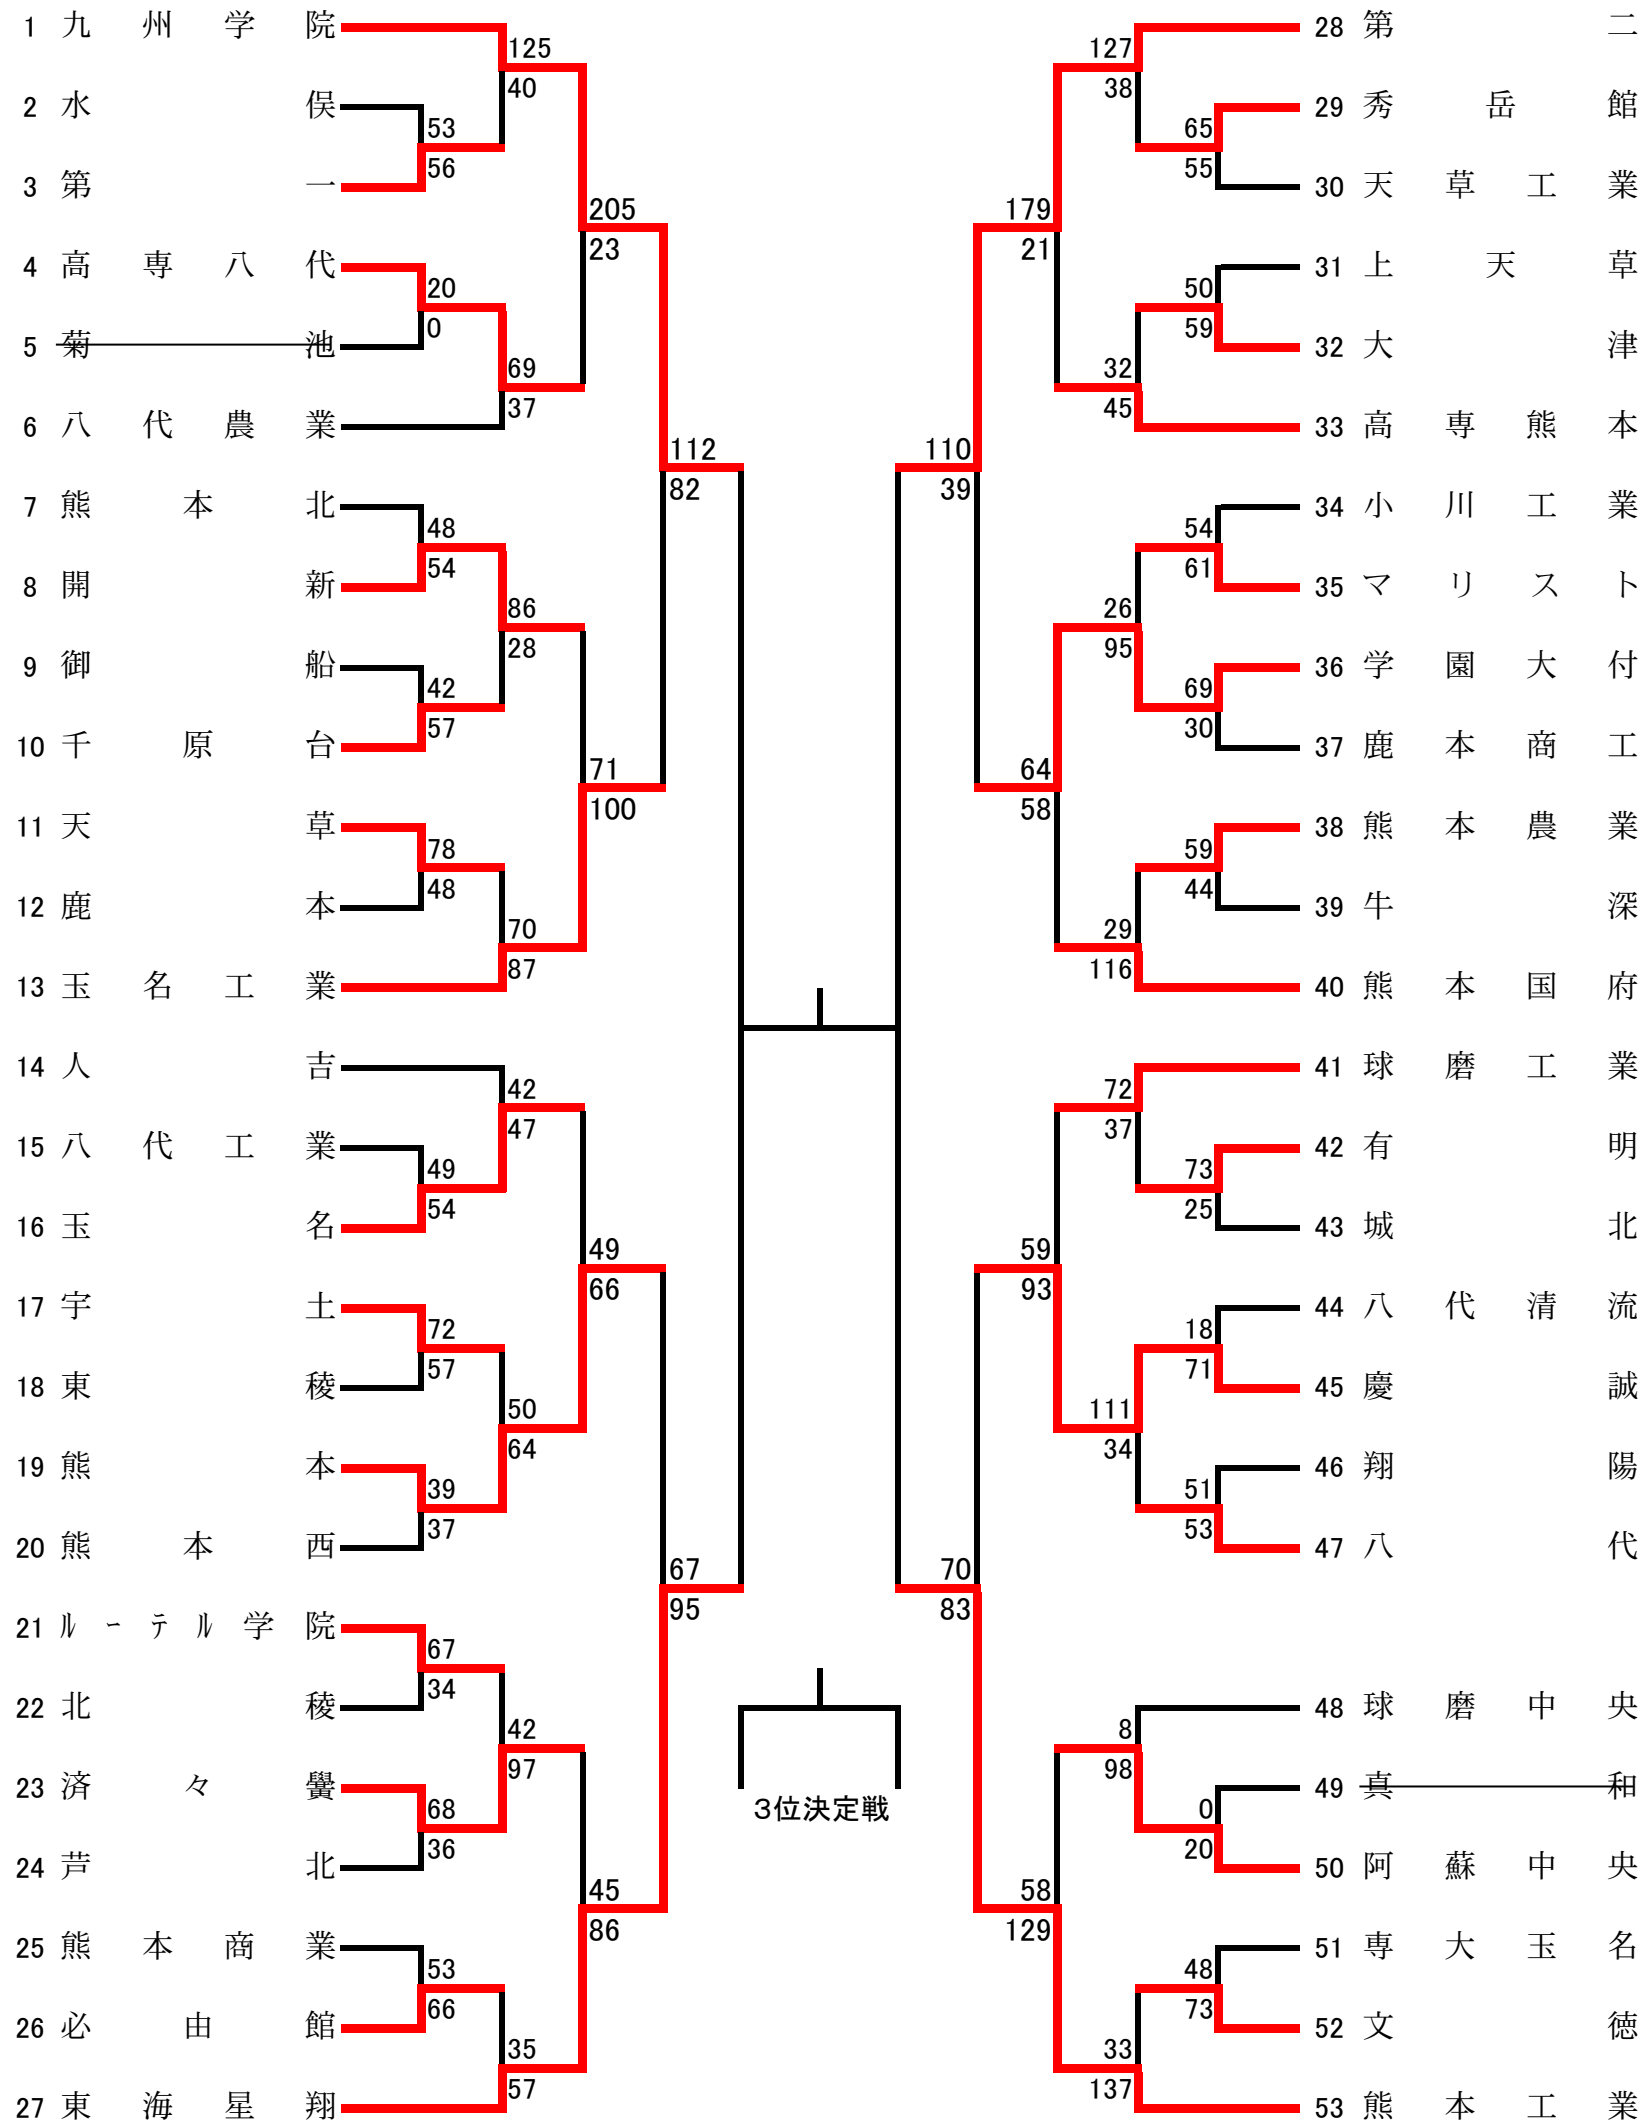 1 九州学院
2 水俣
3 第一
4 高専八代
5 菊池
6 八代農業
7 熊本北
8 開新
9 御船
10 千原台
11 天草
12 鹿本
13 玉名工業
14 人吉
15 八代工業
16 玉名
17 宇土
18 東稜
19 熊本
20 熊本西
21 ﾙｰﾃﾙ学院
22 北稜
23 済々黌
24 芦北
25 熊本商業
26 必由館
27 東海星翔
125
40
53
56
205
23
20
0
69
37
112
82
48
54
86
28
42
57
71
100
78
48
70
87
42
47
49
54
49
66
72
57
50
64
39
37
67
95
67
34
42
97
68
36
45
86
53
66
35
57
3位決定戦
127
38
65
55
179
21
50
59
32
45
110
39
54
61
26
95
69
30
64
58
59
44
29
116
72
37
73
25
59
93
18
71
111
34
51
53
70
83
8
98
0
20
58
129
48
73
33
137
28 第二
29 秀岳館
30 天草工業
31 上天草
32 大津
33 高専熊本
34 小川工業
35 マリスト
36 学園大付
37 鹿本商工
38 熊本農業
39 牛深
40 熊本国府
41 球磨工業
42 有明
43 城北
44 八代清流
45 慶誠
46 翔陽
47 八代
48 球磨中央
49 真和
50 阿蘇中央
51 専大玉名
52 文徳
53 熊本工業